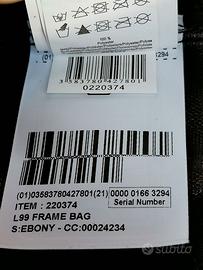 100 %
3583780427801
0220374
3294
(01)03583780427801(21)
0000 0166 3294
Serial Number
ITEM : 220374
L99 FRAME BAG
S:EBONY - CC:00024234
subito